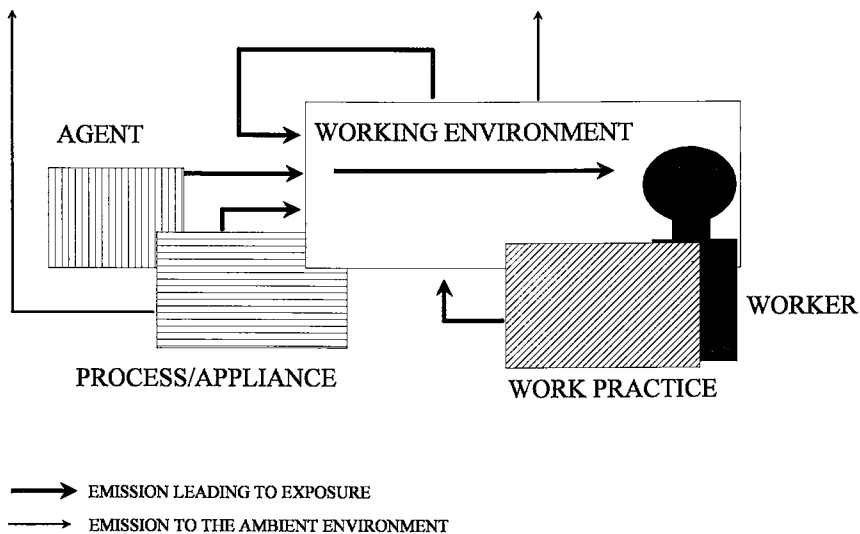 AGENT
WORKING ENVIRONMENT
WORKER
PROCESS/APPLIANCE
WORK PRACTICE
EMISSION LEADING TO EXPOSURE
EMISSION TO THE AMBIENT ENVIRONMENT